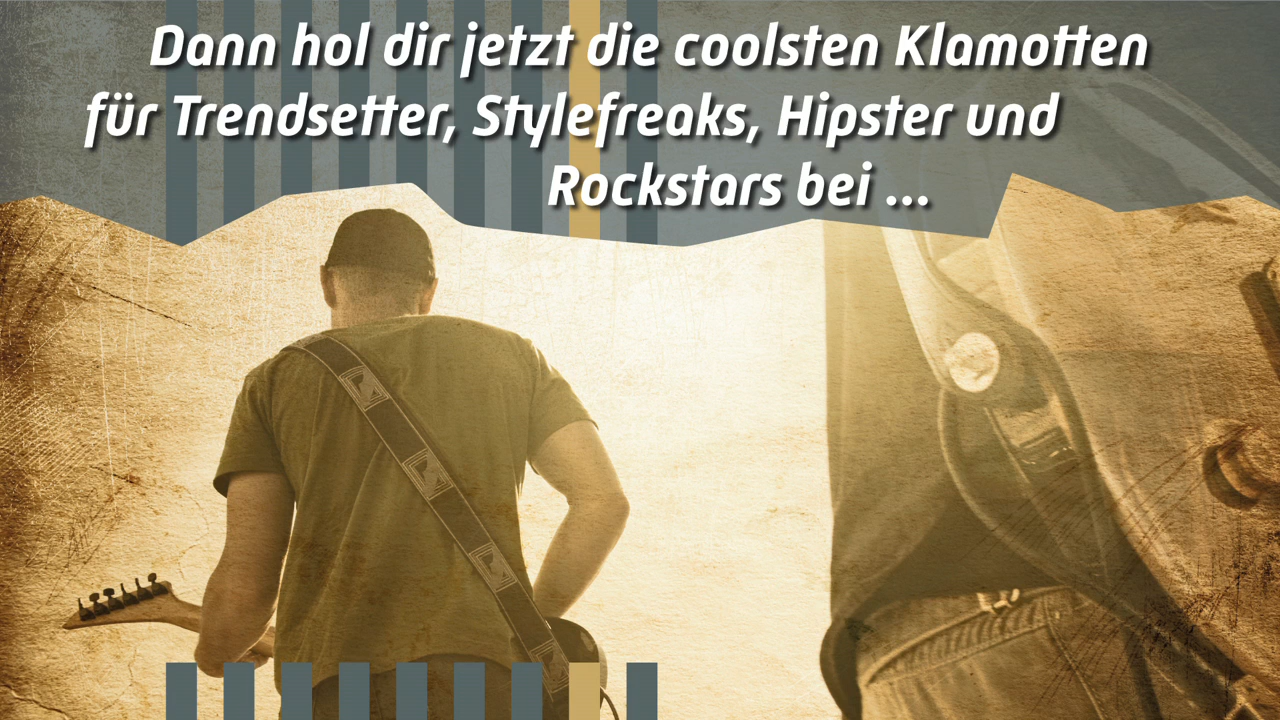 Dann hol dir jetzt die coolsten Klamotten
für Trendsetter, Stylefreaks, Hipster und
Rockstars bei ...